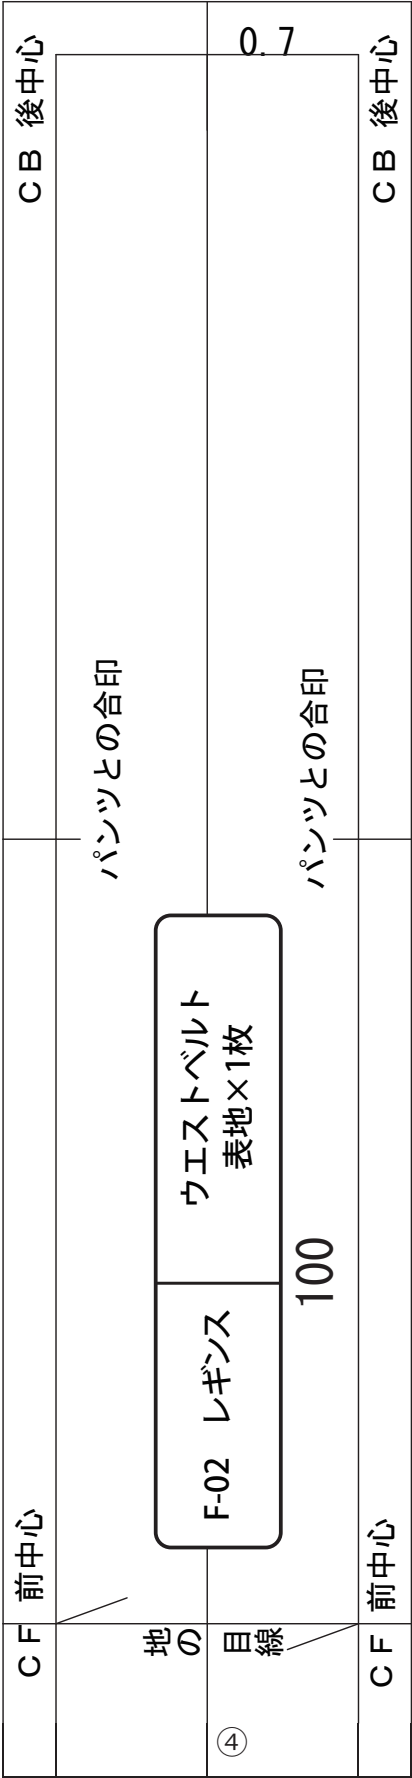 0.7
CB 後中心
CB 後中心
パンツとの合印
パンツとの合印
ウエストベルト
表地×1枚
F-02 レギンス
100
CF 前中心
CF 前中心
地の
目線
④